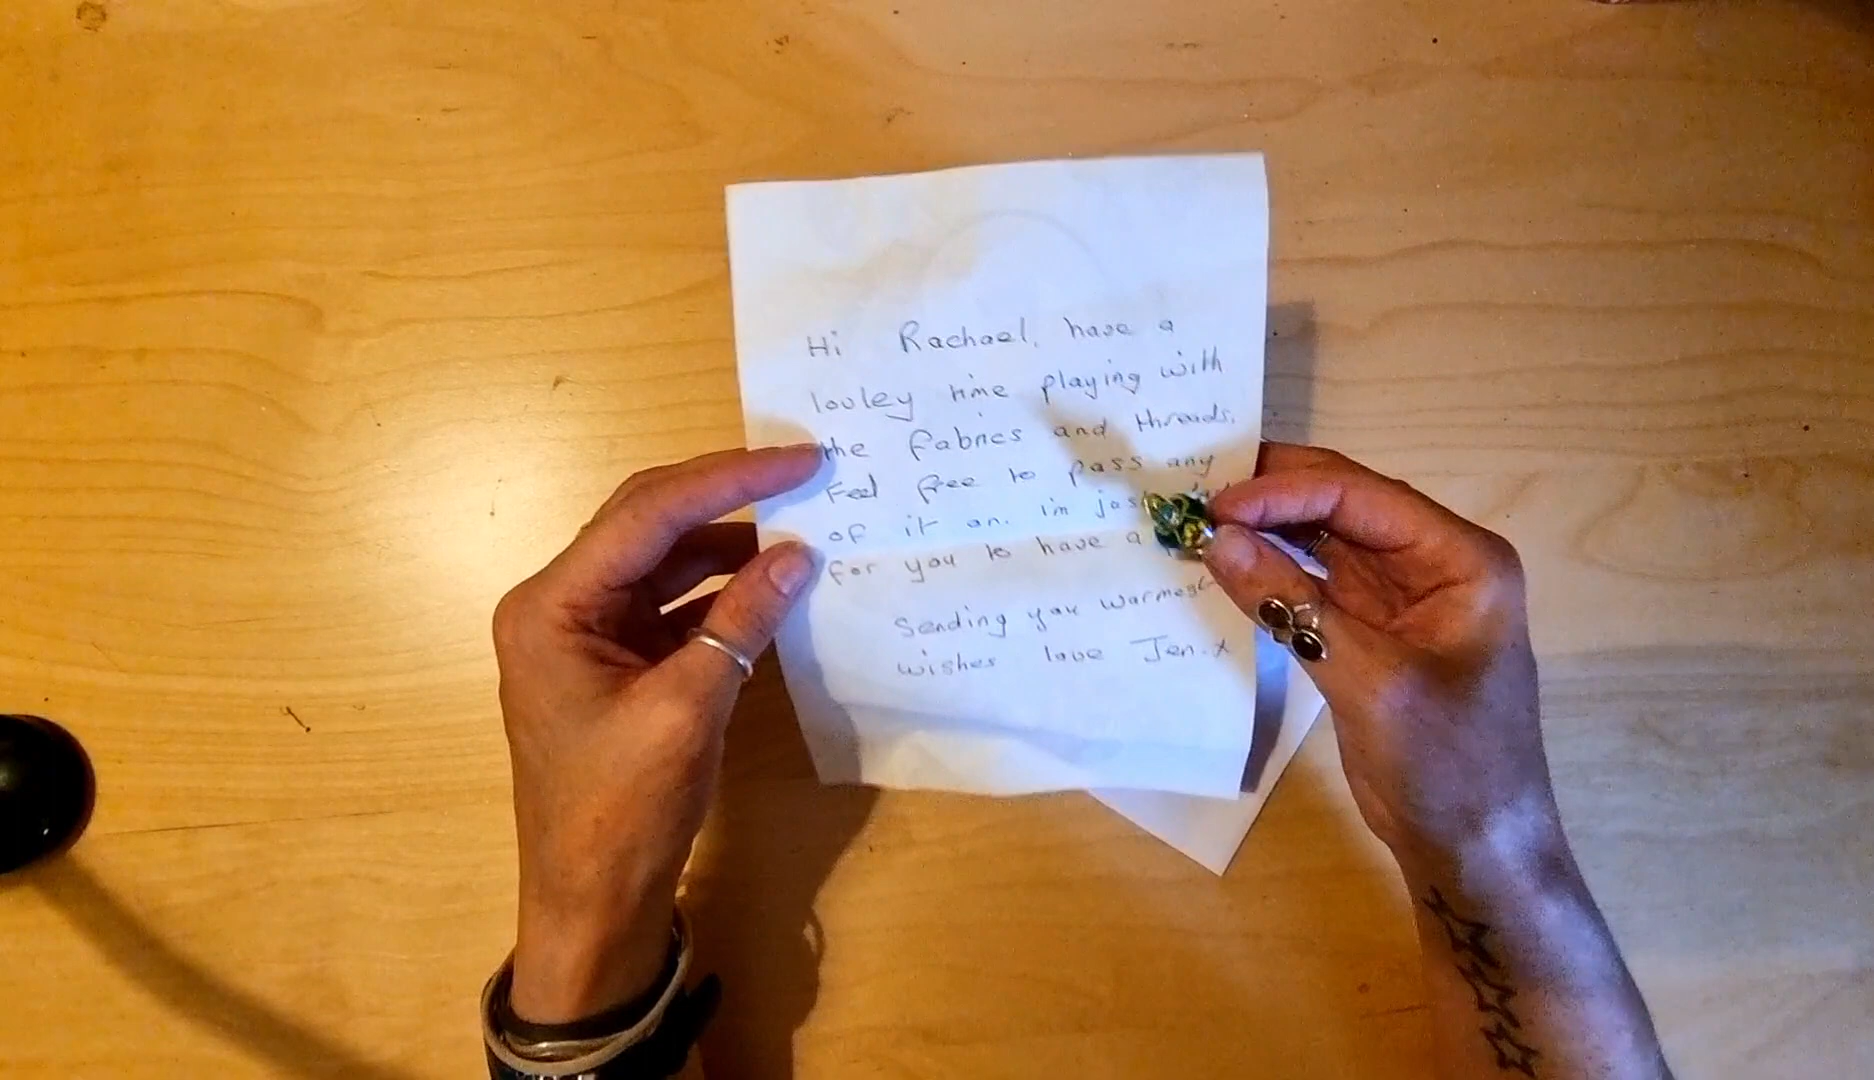 Hi Rachael, have a
lovley time playing with
the fabrics and threads.
Feel free to pass any
of it on. im
for you to have a
Sending you warmest
wishes love Jen. x